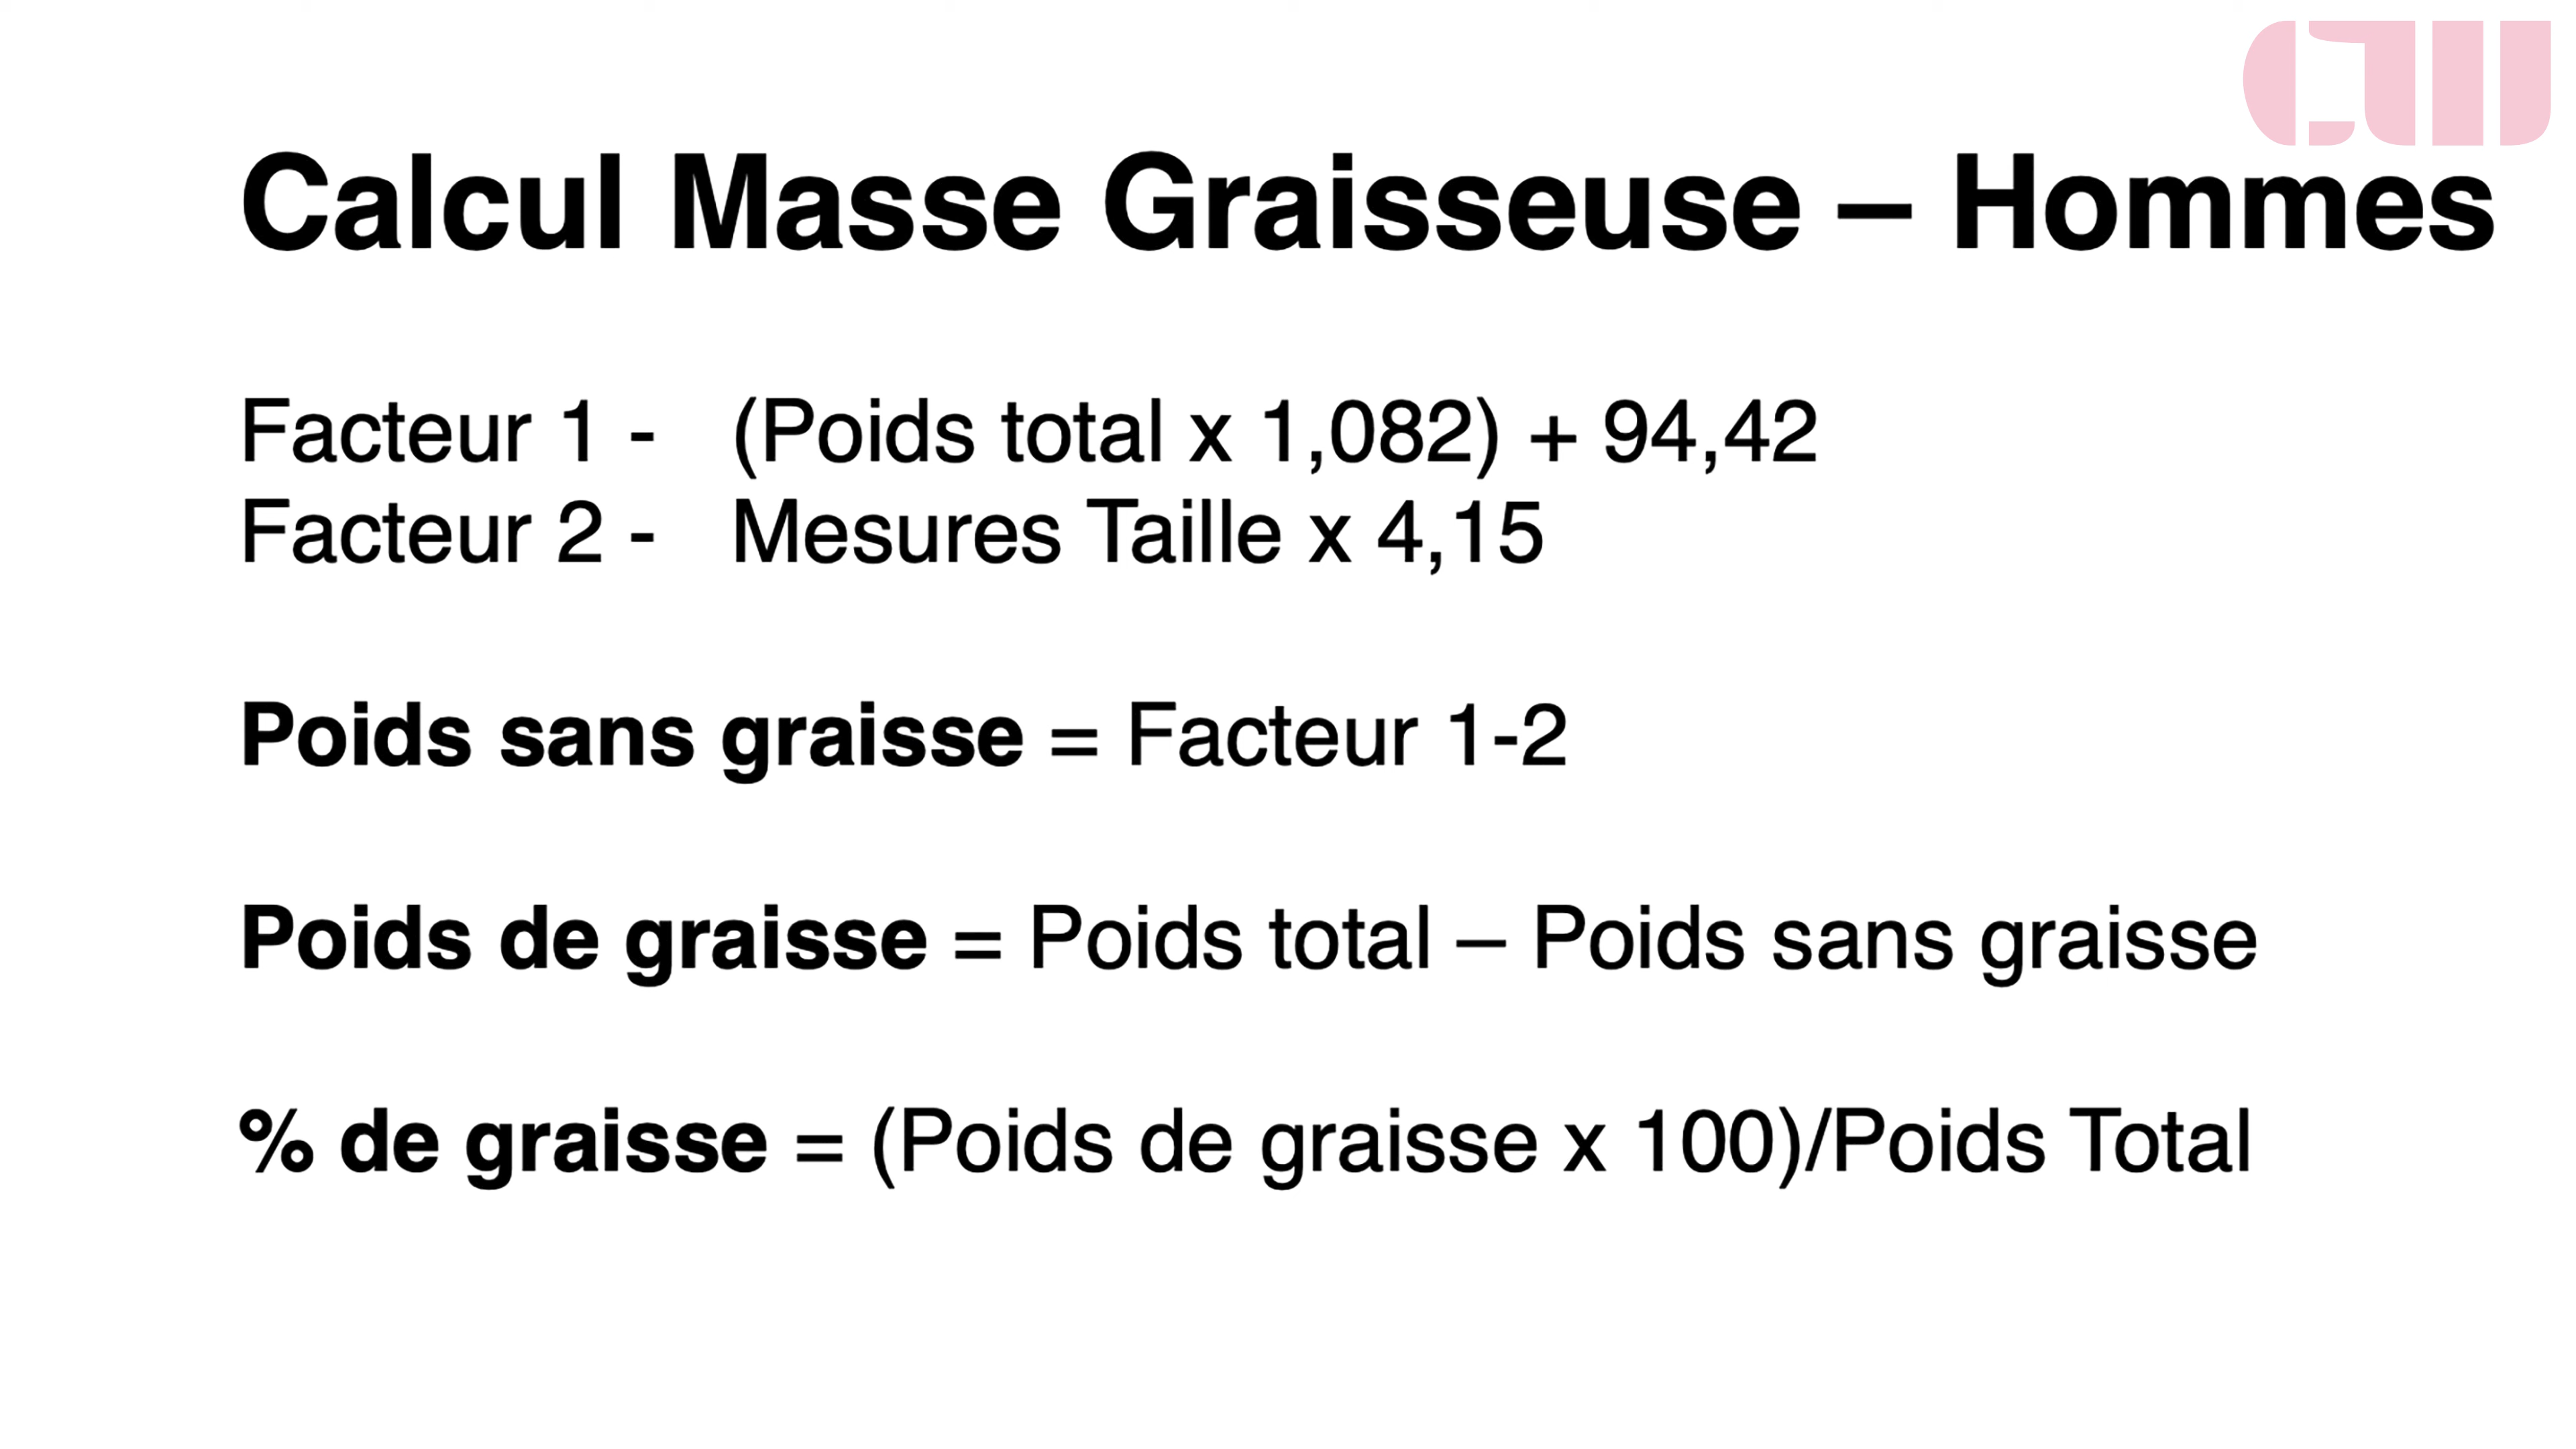 Calcul Masse Graisseuse – Hommes
Facteur 1 - (Poids total x 1,082) + 94,42
Facteur 2 - Mesures Taille x 4,15
Poids sans graisse = Facteur 1-2
Poids de graisse = Poids total – Poids sans graisse
% de graisse = (Poids de graisse x 100)/Poids Total